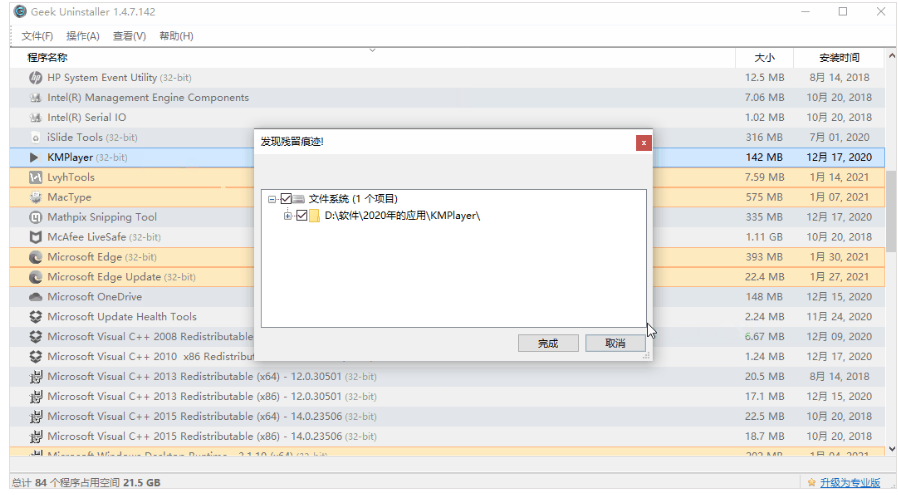 Geek Uninstaller 1.4.7.142
文件(F) 操作(A) 查看(V) 帮助(H)
程序名称 大小 安装时间
HP System Event Utility (32-bit) 12.5 MB 8月 14, 2018
Intel(R) Management Engine Components 7.06 MB 10月 20, 2018
Intel(R) Serial IO 1.02 MB 10月 20, 2018
iSlide Tools (32-bit) 316 MB 7月 01, 2020
KMPlayer (32-bit) 142 MB 12月 17, 2020
LvyhTools 7.59 MB 1月 14, 2021
MacType 575 MB 1月 07, 2021
Mathpix Snipping Tool 335 MB 12月 17, 2020
McAfee LiveSafe (32-bit) 1.11 GB 10月 20, 2018
Microsoft Edge (32-bit) 393 MB 1月 30, 2021
Microsoft Edge Update (32-bit) 22.4 MB 1月 27, 2021
Microsoft OneDrive 148 MB 12月 15, 2020
Microsoft Update Health Tools 2.24 MB 11月 24, 2020
Microsoft Visual C++ 2008 Redistributable 6.67 MB 12月 09, 2020
Microsoft Visual C++ 2010 x86 Redistribut 1.24 MB 12月 17, 2020
Microsoft Visual C++ 2013 Redistributable (x64) - 12.0.30501 (32-bit) 20.5 MB 8月 14, 2018
Microsoft Visual C++ 2013 Redistributable (x86) - 12.0.30501 (32-bit) 17.1 MB 12月 15, 2020
Microsoft Visual C++ 2015 Redistributable (x64) - 14.0.23506 (32-bit) 22.5 MB 10月 20, 2018
Microsoft Visual C++ 2015 Redistributable (x86) - 14.0.23506 (32-bit) 18.7 MB 10月 20, 2018
Microsoft Windows Desktop Runtime - 3.1.10 (x64) (32-bit) 202 MB 1月 04, 2021
发现残留痕迹!
文件系统 (1 个项目)
D:\软件\2020年的应用\KMPlayer\
完成 取消
总计 84 个程序占用空间 21.5 GB 升级为专业版